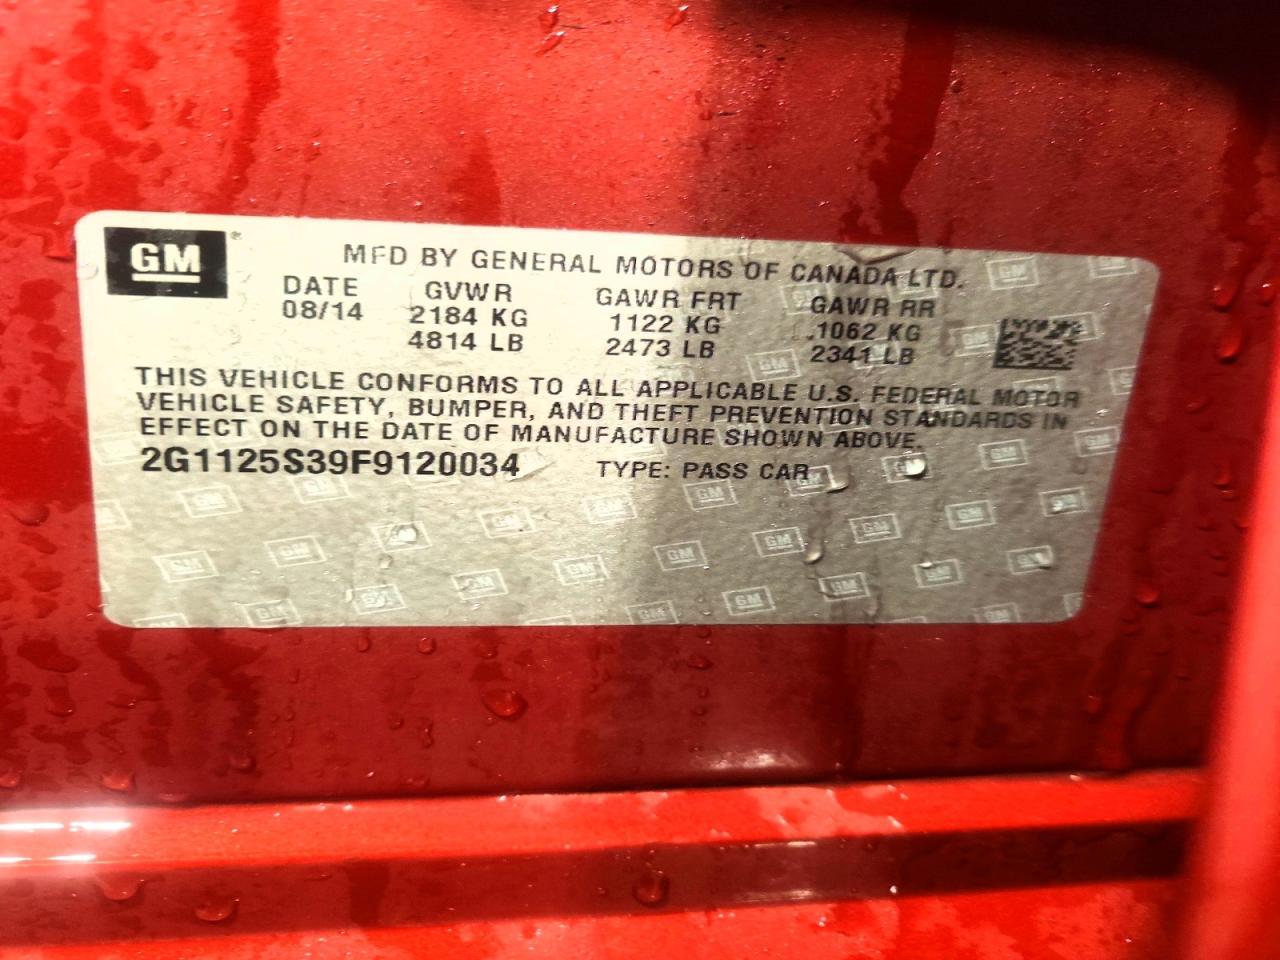 GM
MFD BY GENERAL MOTORS OF CANADA LTD.
DATE GVWR GAWR FRT GAWR RR
08/14 2184 KG 1122 KG 1062 KG
4814 LB 2473 LB 2341 LB
THIS VEHICLE CONFORMS TO ALL APPLICABLE U.S. FEDERAL MOTOR
VEHICLE SAFETY, BUMPER, AND THEFT PREVENTION STANDARDS IN
EFFECT ON THE DATE OF MANUFACTURE SHOWN ABOVE.
2G1125S39F9120034 TYPE: PASS CAR